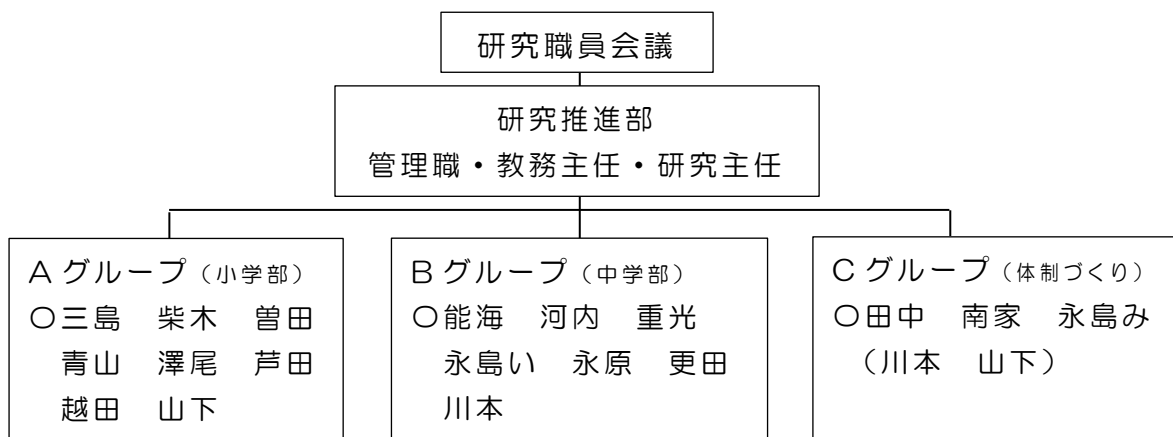 研究職員会議
研究推進部
管理職・教務主任・研究主任
Aグループ（小学部）
〇三島 柴木 曽田
青山 澤尾 芦田
越田 山下
Bグループ（中学部）
〇能海 河内 重光
永島い 永原 更田
川本
Cグループ（体制づくり）
〇田中 南家 永島み
（川本 山下）